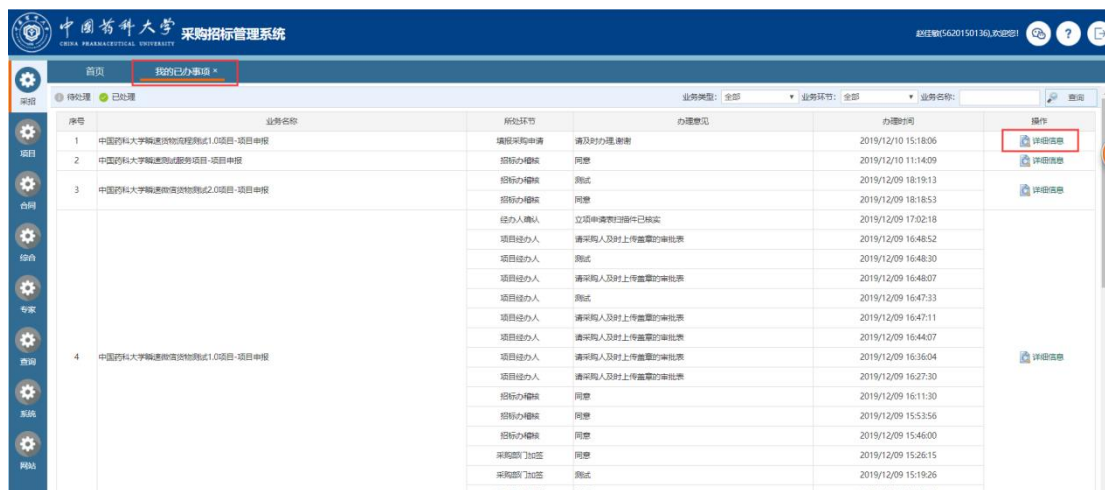 中国药科大学 采购招标管理系统
CHINA PHARMACEUTICAL UNIVERSITY
赵佳敏(5620150136),欢迎您!
?
首页 我的已办事项 ×
采招
项目
合同
综合
专家
查询
系统
网站
待处理 已处理 业务类型: 全部 业务环节: 全部 业务名称: 查询
序号 业务名称 所处环节 办理意见 办理时间 操作
1 中国药科大学瞬速货物流程测试1.0项目-项目申报 填报采购申请 请及时办理,谢谢 2019/12/10 15:18:06 详细信息
2 中国药科大学瞬速测试服务项目-项目申报 招标办稽核 同意 2019/12/10 11:14:09 详细信息
3 中国药科大学瞬速微信货物测试2.0项目-项目申报 招标办稽核 测试 2019/12/09 18:19:13 详细信息
招标办稽核 同意 2019/12/09 18:18:53
4 中国药科大学瞬速微信货物测试1.0项目-项目申报 经办人确认 立项申请表扫描件已核实 2019/12/09 17:02:18 详细信息
项目经办人 请采购人及时上传盖章的审批表 2019/12/09 16:48:52
项目经办人 测试 2019/12/09 16:48:30
项目经办人 请采购人及时上传盖章的审批表 2019/12/09 16:48:07
项目经办人 测试 2019/12/09 16:47:33
项目经办人 请采购人及时上传盖章的审批表 2019/12/09 16:47:11
项目经办人 请采购人及时上传盖章的审批表 2019/12/09 16:44:07
项目经办人 请采购人及时上传盖章的审批表 2019/12/09 16:36:04
项目经办人 请采购人及时上传盖章的审批表 2019/12/09 16:27:30
招标办稽核 同意 2019/12/09 16:11:30
招标办稽核 同意 2019/12/09 15:53:56
招标办稽核 同意 2019/12/09 15:46:00
采购部门加签 同意 2019/12/09 15:26:15
采购部门加签 测试 2019/12/09 15:19:26